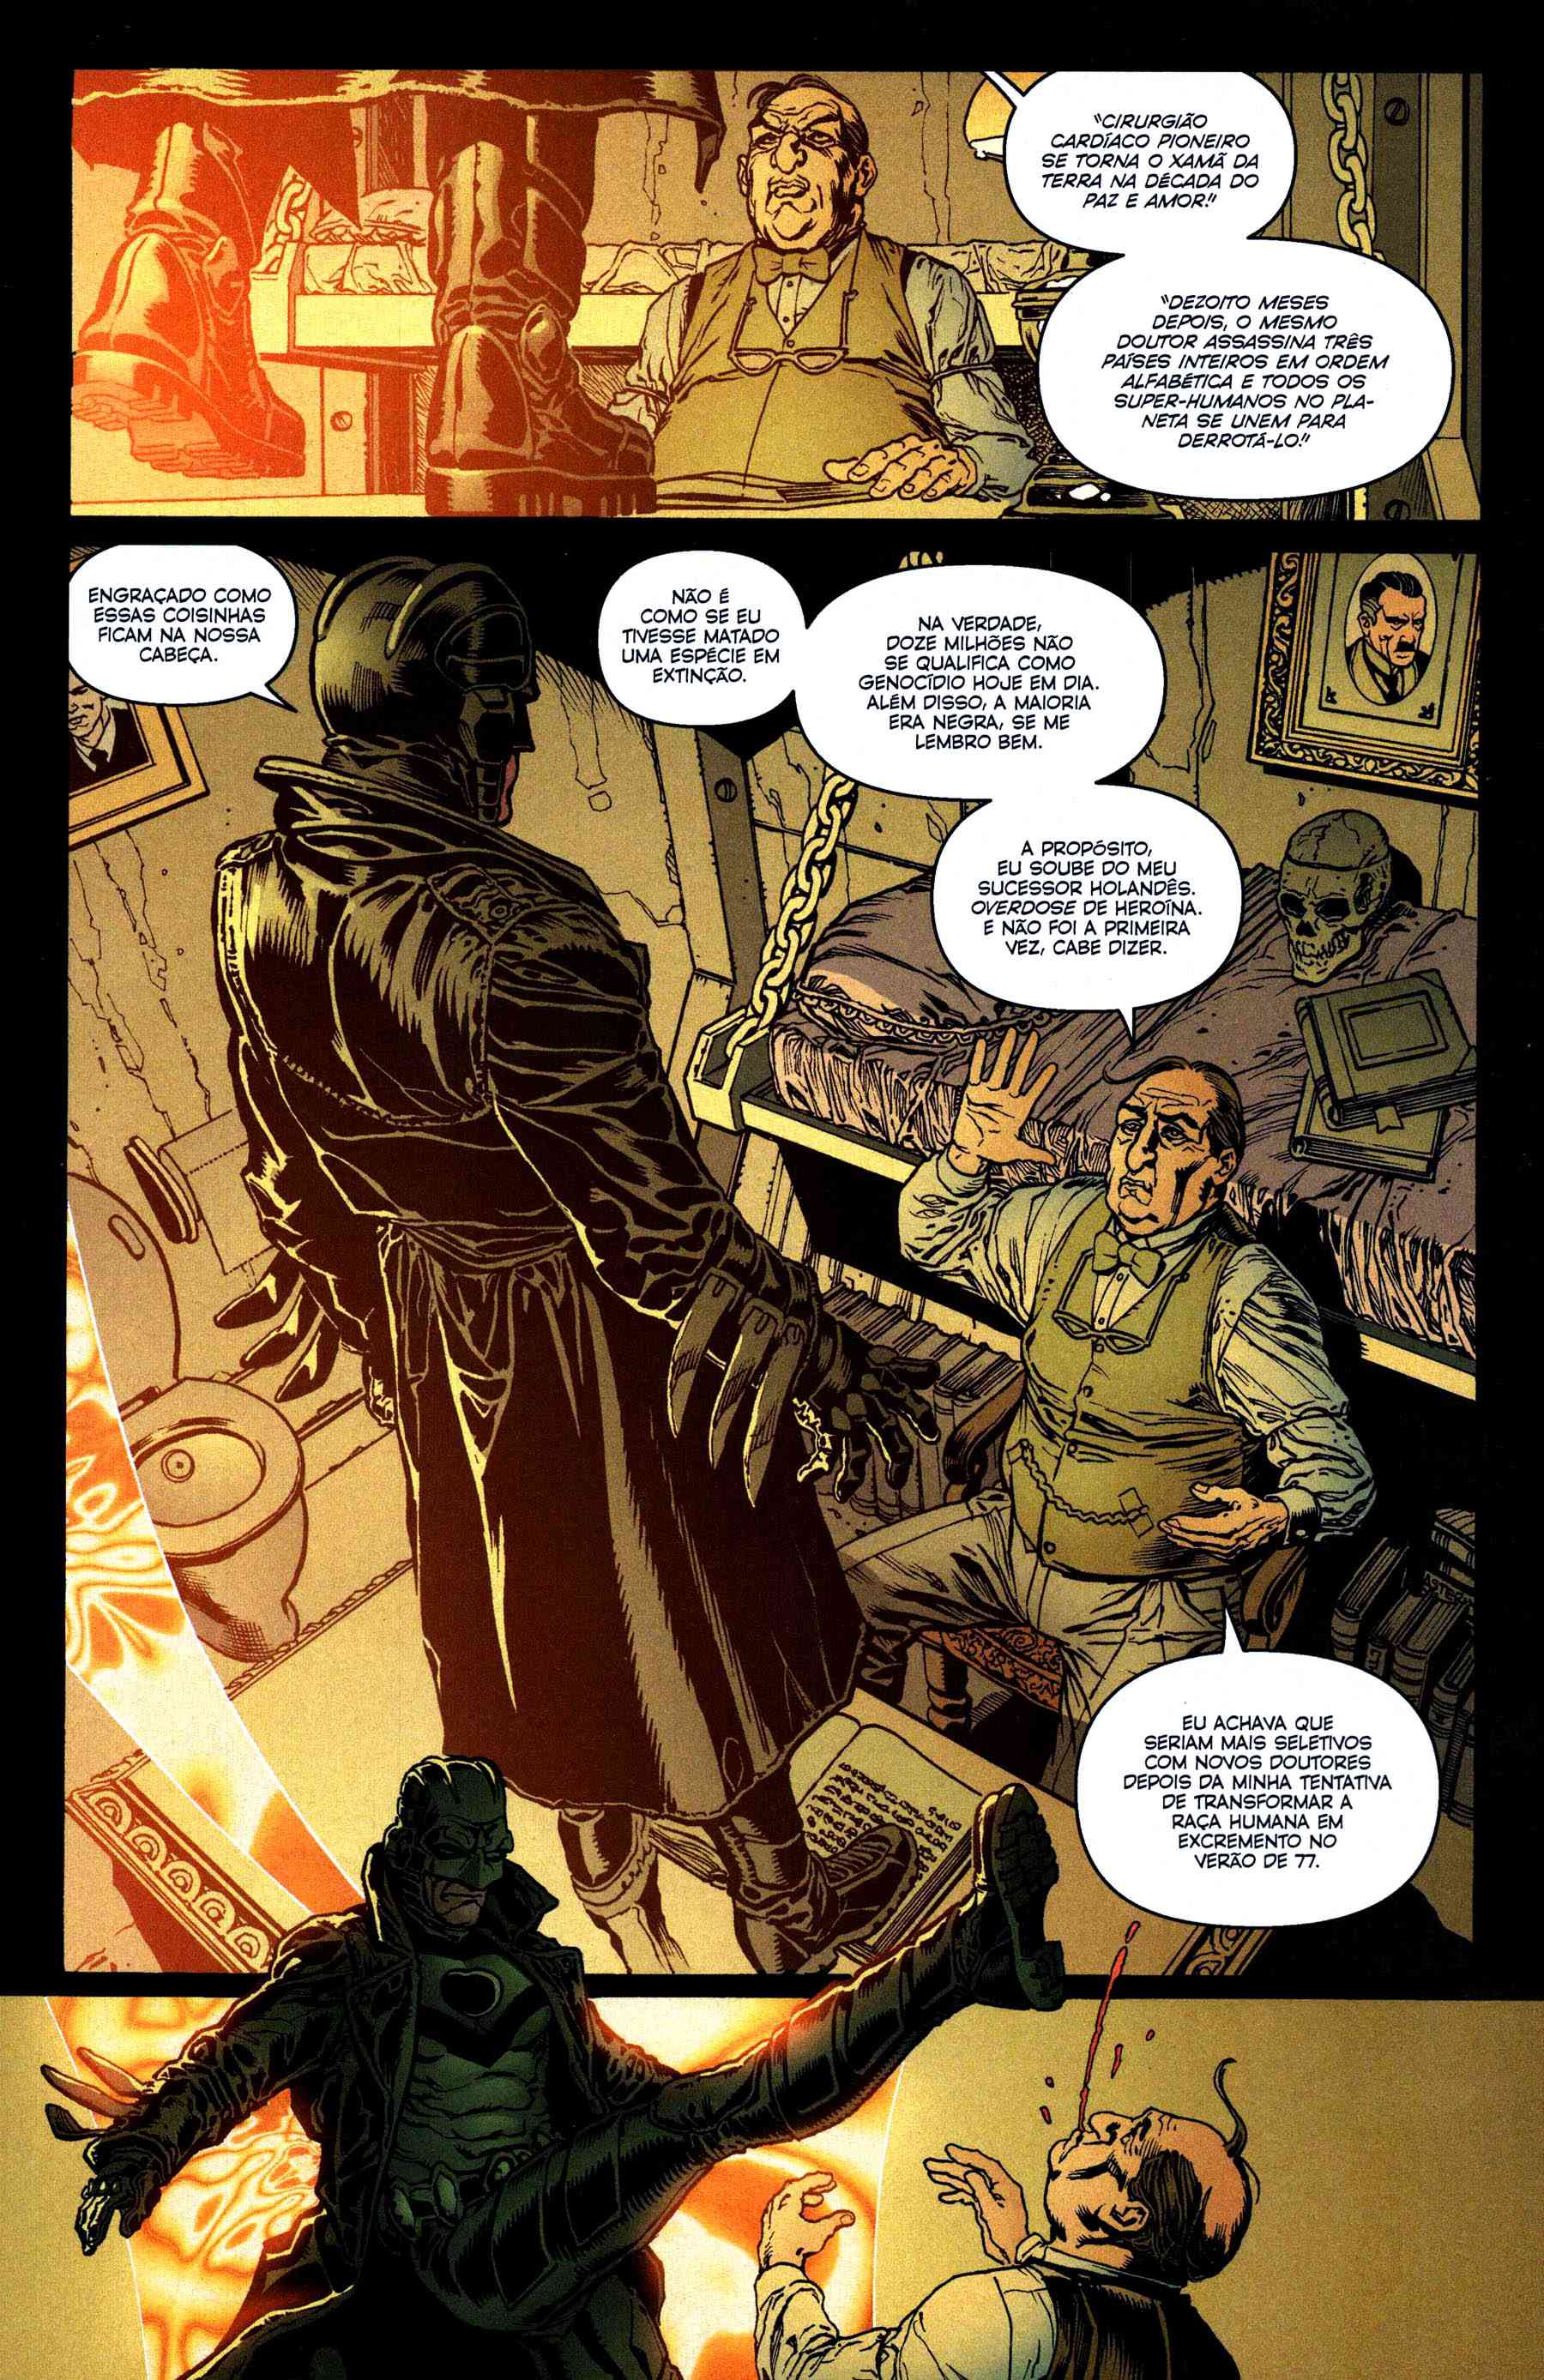 "CIRURGIÃO
CARDÍACO PIONEIRO
SE TORNA O XAMÃ DA
TERRA NA DÉCADA DO
PAZ E AMOR."
"DEZOITO MESES
DEPOIS, O MESMO
DOUTOR ASSASSINA TRÊS
PAÍSES INTEIROS EM ORDEM
ALFABÉTICA E TODOS OS
SUPER-HUMANOS NO PLA-
NETA SE UNEM PARA
DERROTÁ-LO."
ENGRAÇADO COMO
ESSAS COISINHAS
FICAM NA NOSSA
CABEÇA.
NÃO É
COMO SE EU
TIVESSE MATADO
UMA ESPÉCIE EM
EXTINÇÃO.
NA VERDADE,
DOZE MILHÕES NÃO
SE QUALIFICA COMO
GENOCÍDIO HOJE EM DIA.
ALÉM DISSO, A MAIORIA
ERA NEGRA, SE ME
LEMBRO BEM.
A PROPÓSITO,
EU SOUBE DO MEU
SUCESSOR HOLANDÊS.
OVERDOSE DE HEROÍNA.
E NÃO FOI A PRIMEIRA
VEZ, CABE DIZER.
EU ACHAVA QUE
SERIAM MAIS SELETIVOS
COM NOVOS DOUTORES
DEPOIS DA MINHA TENTATIVA
DE TRANSFORMAR A
RAÇA HUMANA EM
EXCREMENTO NO
VERÃO DE 77.